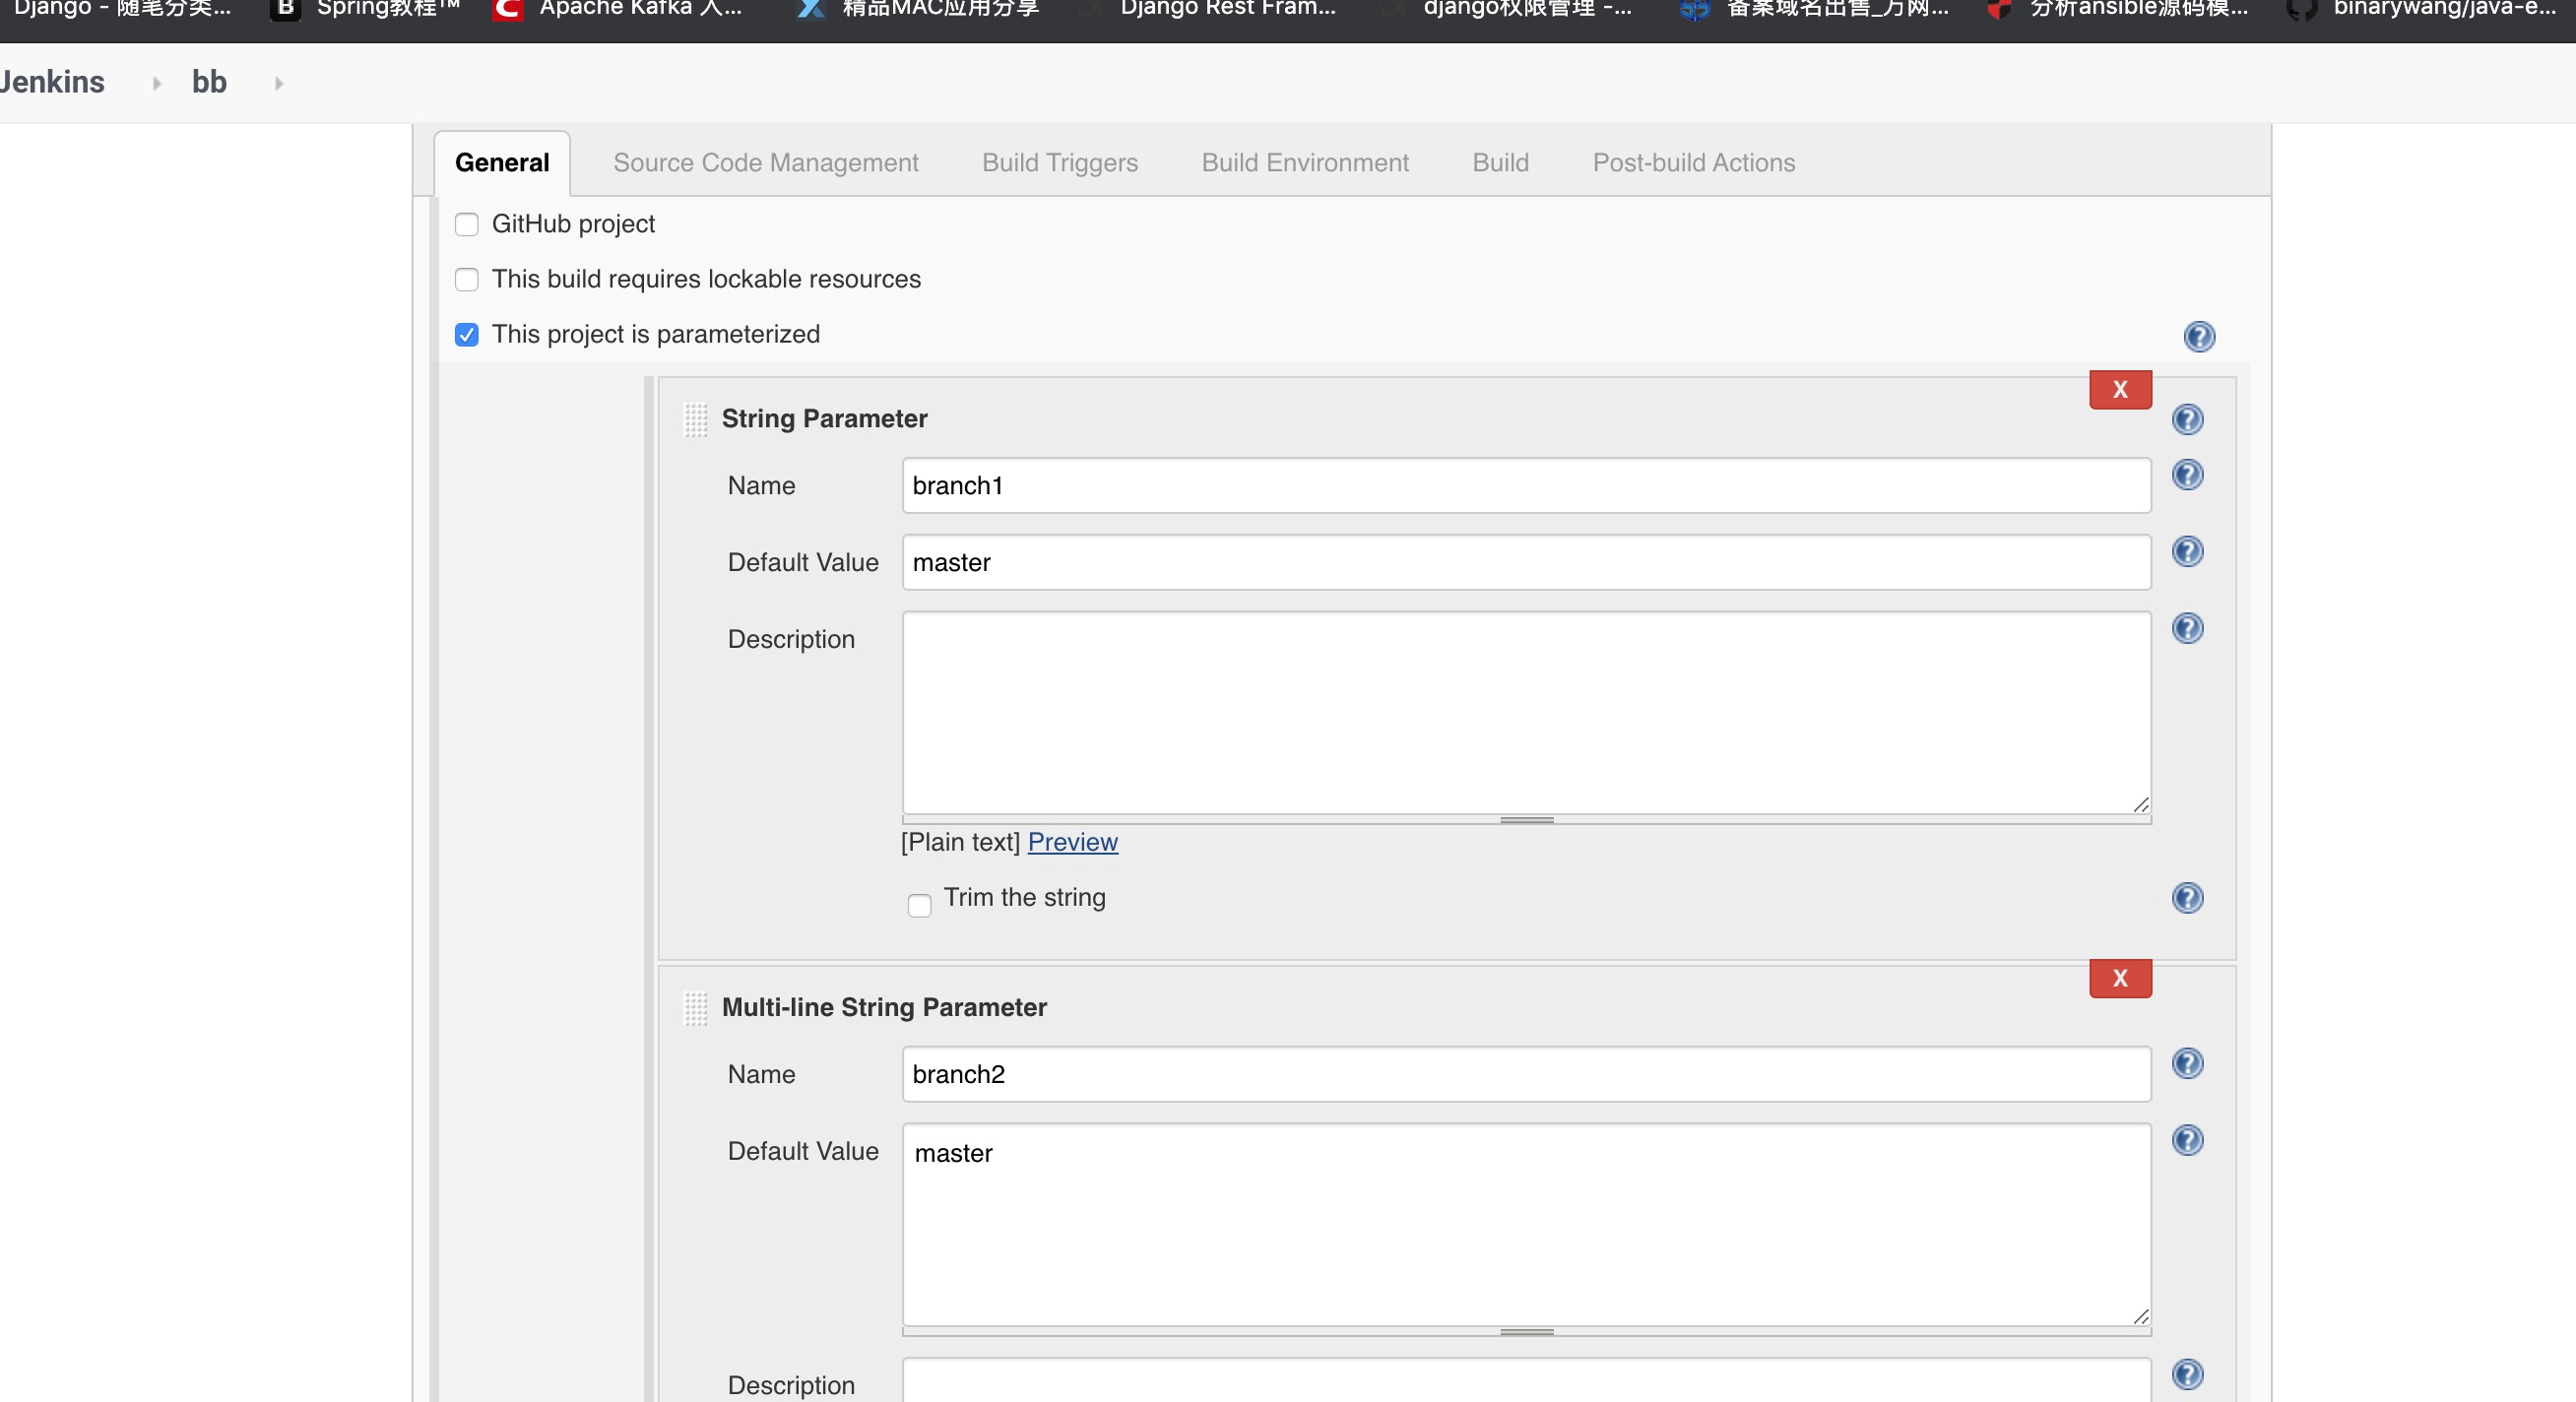 Django - 随笔分类... B Spring教程™ C Apache Kafka 入... 精品MAC应用分享 Django Rest Fram... django权限管理 -... 备案域名出售_万网... 分析ansible源码模... binarywang/java-e...
Jenkins bb
General Source Code Management Build Triggers Build Environment Build Post-build Actions
GitHub project
This build requires lockable resources
This project is parameterized ?
X
String Parameter ?
Name branch1 ?
Default Value master ?
Description ?
[Plain text] Preview
Trim the string ?
X
Multi-line String Parameter
Name branch2 ?
Default Value master ?
Description ?